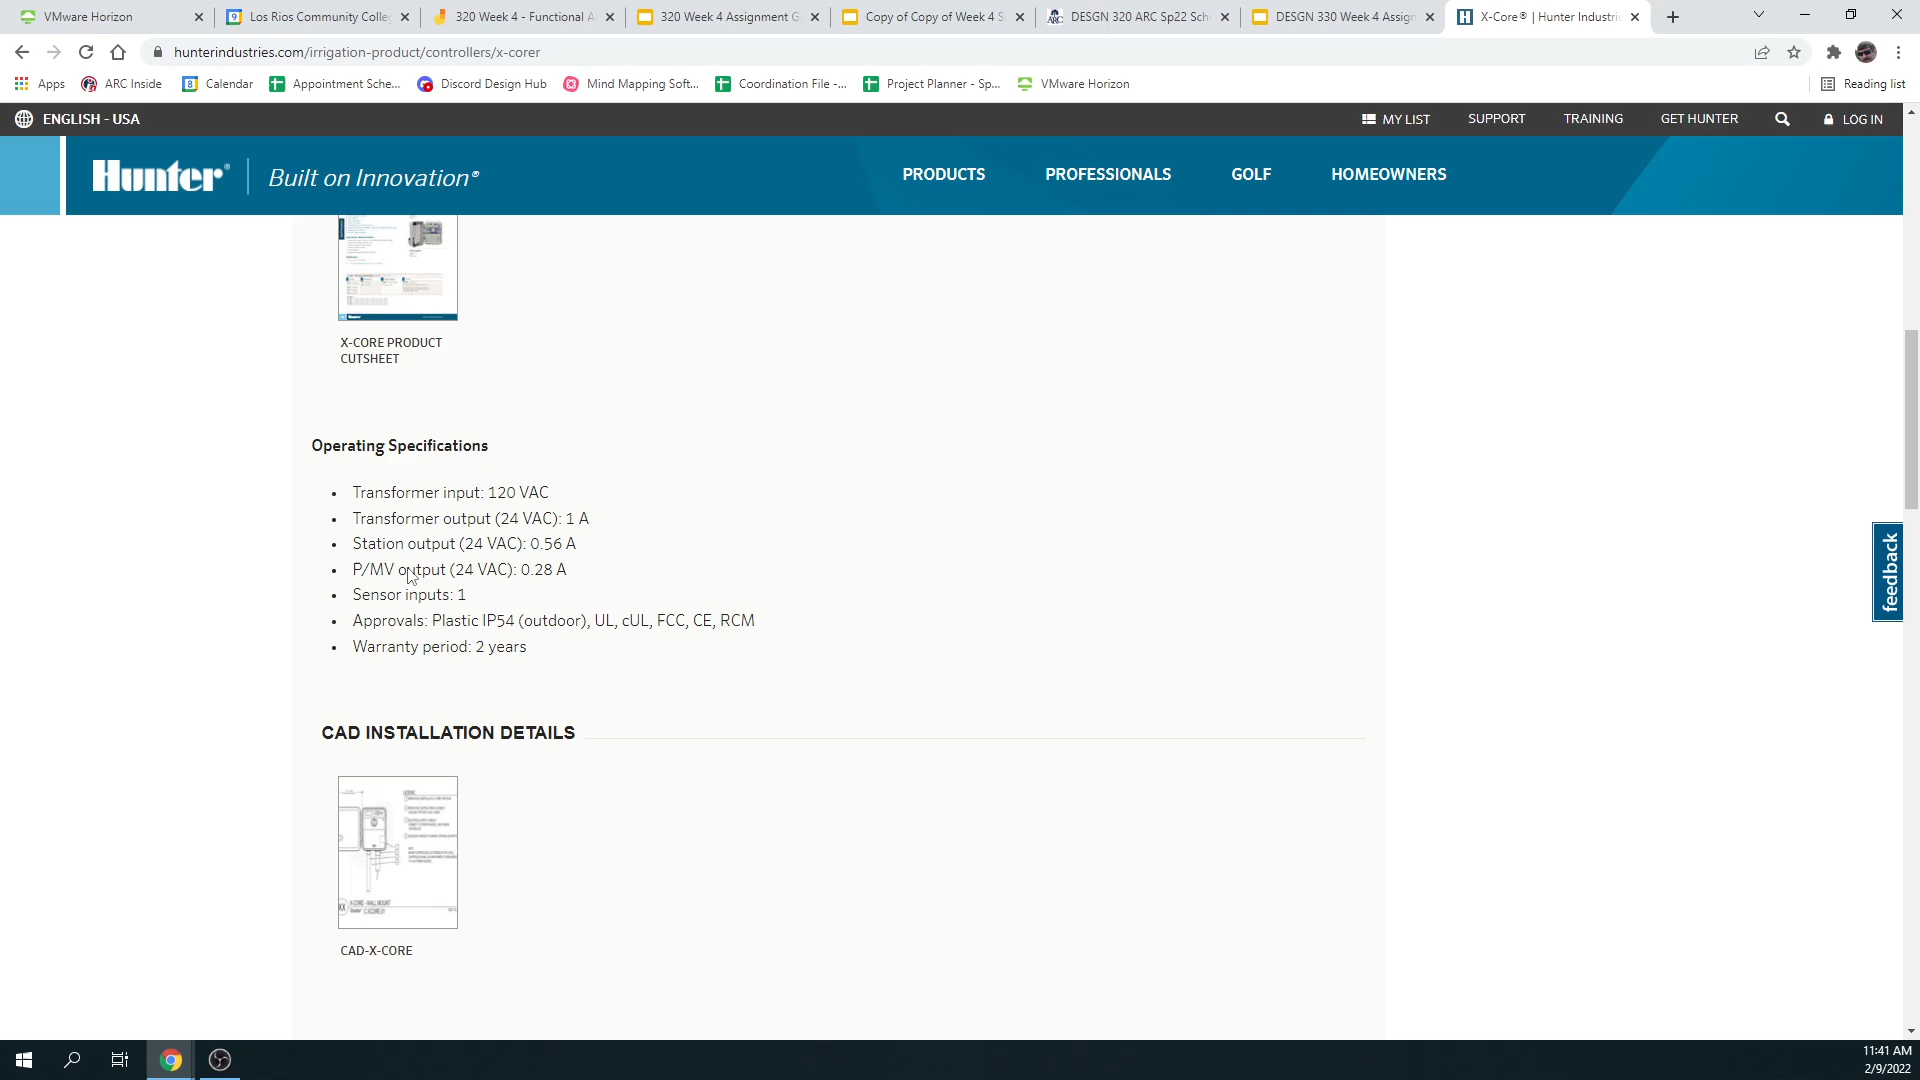 VMware Horizon
Los Rios Community Colle
320 Week 4 - Functional A
320 Week 4 Assignment G
Copy of Copy of Week 4 S
DESGN 320 ARC Sp22 Sch
DESGN 330 Week 4 Assign
X-Core® | Hunter Industrie
hunterindustries.com/irrigation-product/controllers/x-corer
Apps
ARC Inside
Calendar
Appointment Sche...
Discord Design Hub
Mind Mapping Soft...
Coordination File -...
Project Planner - Sp...
VMware Horizon
Reading list
ENGLISH - USA
MY LIST
SUPPORT
TRAINING
GET HUNTER
LOG IN
Hunter®
Built on Innovation®
PRODUCTS
PROFESSIONALS
GOLF
HOMEOWNERS
X-CORE PRODUCT
CUTSHEET
Operating Specifications
• Transformer input: 120 VAC
• Transformer output (24 VAC): 1 A
• Station output (24 VAC): 0.56 A
• P/MV output (24 VAC): 0.28 A
• Sensor inputs: 1
• Approvals: Plastic IP54 (outdoor), UL, cUL, FCC, CE, RCM
• Warranty period: 2 years
feedback
CAD INSTALLATION DETAILS
X-CORE - WALL MOUNT
CAD-X-CORE
11:41 AM
2/9/2022